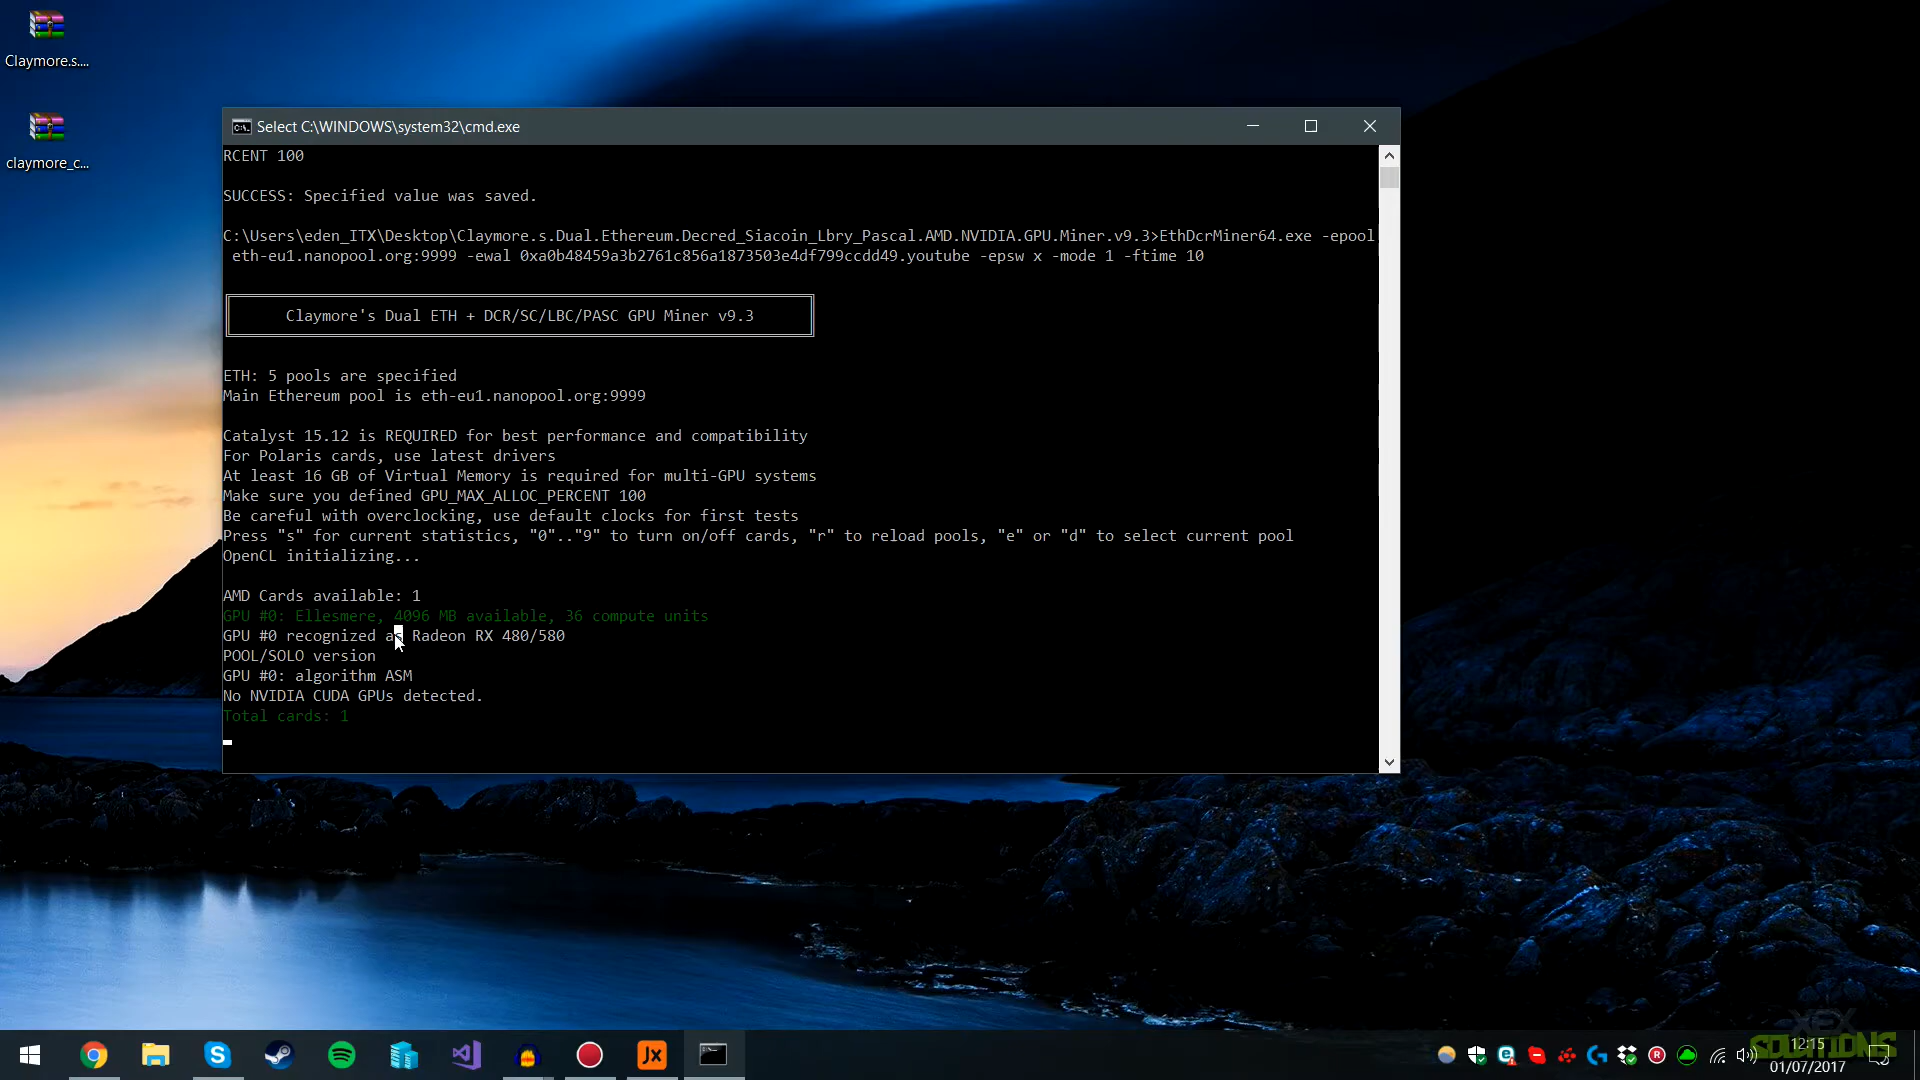 Claymore.s....
claymore_c...
Select C:\WINDOWS\system32\cmd.exe
RCENT 100
SUCCESS: Specified value was saved.
C:\Users\eden_ITX\Desktop\Claymore.s.Dual.Ethereum.Decred_Siacoin_Lbry_Pascal.AMD.NVIDIA.GPU.Miner.v9.3>EthDcrMiner64.exe -epool
eth-eu1.nanopool.org:9999 -ewal 0xa0b48459a3b2761c856a1873503e4df799ccdd49.youtube -epsw x -mode 1 -ftime 10
Claymore's Dual ETH + DCR/SC/LBC/PASC GPU Miner v9.3
ETH: 5 pools are specified
Main Ethereum pool is eth-eu1.nanopool.org:9999
Catalyst 15.12 is REQUIRED for best performance and compatibility
For Polaris cards, use latest drivers
At least 16 GB of Virtual Memory is required for multi-GPU systems
Make sure you defined GPU_MAX_ALLOC_PERCENT 100
Be careful with overclocking, use default clocks for first tests
Press "s" for current statistics, "0".."9" to turn on/off cards, "r" to reload pools, "e" or "d" to select current pool
OpenCL initializing...
AMD Cards available: 1
GPU #0: Ellesmere, 4096 MB available, 36 compute units
GPU #0 recognized as Radeon RX 480/580
POOL/SOLO version
GPU #0: algorithm ASM
No NVIDIA CUDA GPUs detected.
Total cards: 1
JX
XFX
SOLUTIONS
12:15
01/07/2017